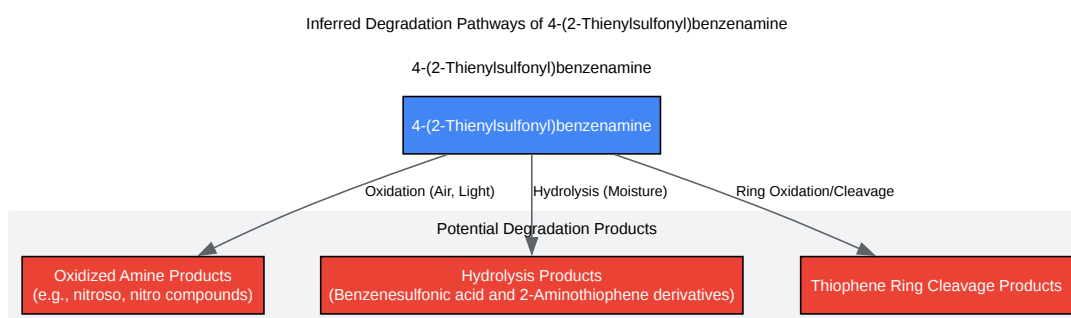 Inferred Degradation Pathways of 4-(2-Thienylsulfonyl)benzenamine
4-(2-Thienylsulfonyl)benzenamine
4-(2-Thienylsulfonyl)benzenamine
Oxidation (Air, Light)
Hydrolysis (Moisture)
Ring Oxidation/Cleavage
Potential Degradation Products
Oxidized Amine Products
(e.g., nitroso, nitro compounds)
Hydrolysis Products
(Benzenesulfonic acid and 2-Aminothiophene derivatives)
Thiophene Ring Cleavage Products